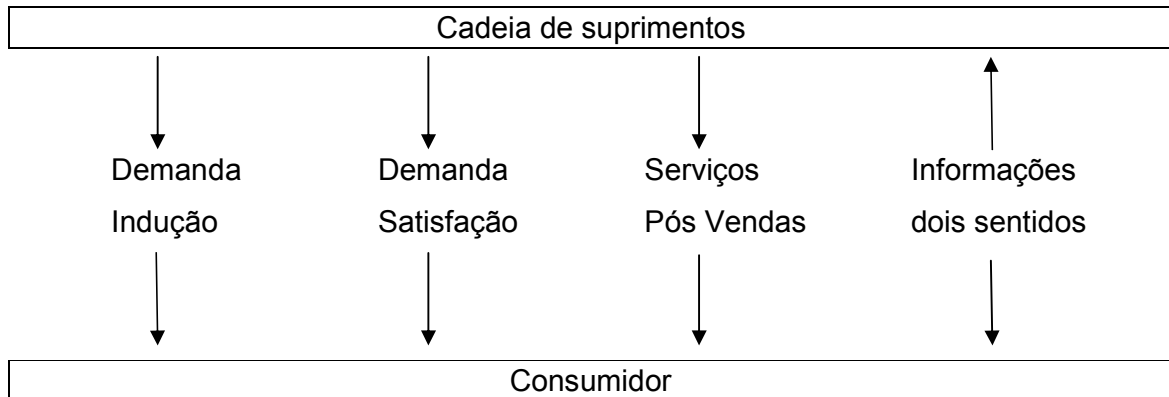 Cadeia de suprimentos
Demanda
Indução
Demanda
Satisfação
Serviços
Pós Vendas
Informações
dois sentidos
Consumidor